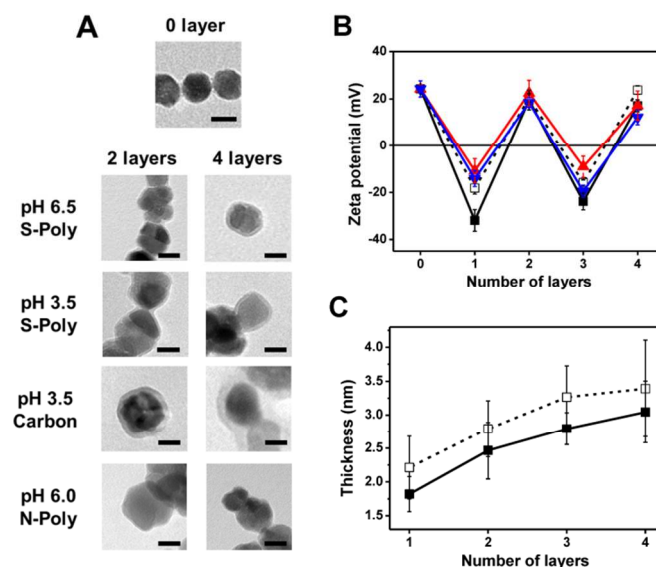 A
0 layer
2 layers 4 layers
pH 6.5
S-Poly
pH 3.5
S-Poly
pH 3.5
Carbon
pH 6.0
N-Poly
B
Zeta potential (mV)
40
20
0
-20
-40
0 1 2 3 4
Number of layers
C
Thickness (nm)
4.0
3.5
3.0
2.5
2.0
1.5
1 2 3 4
Number of layers